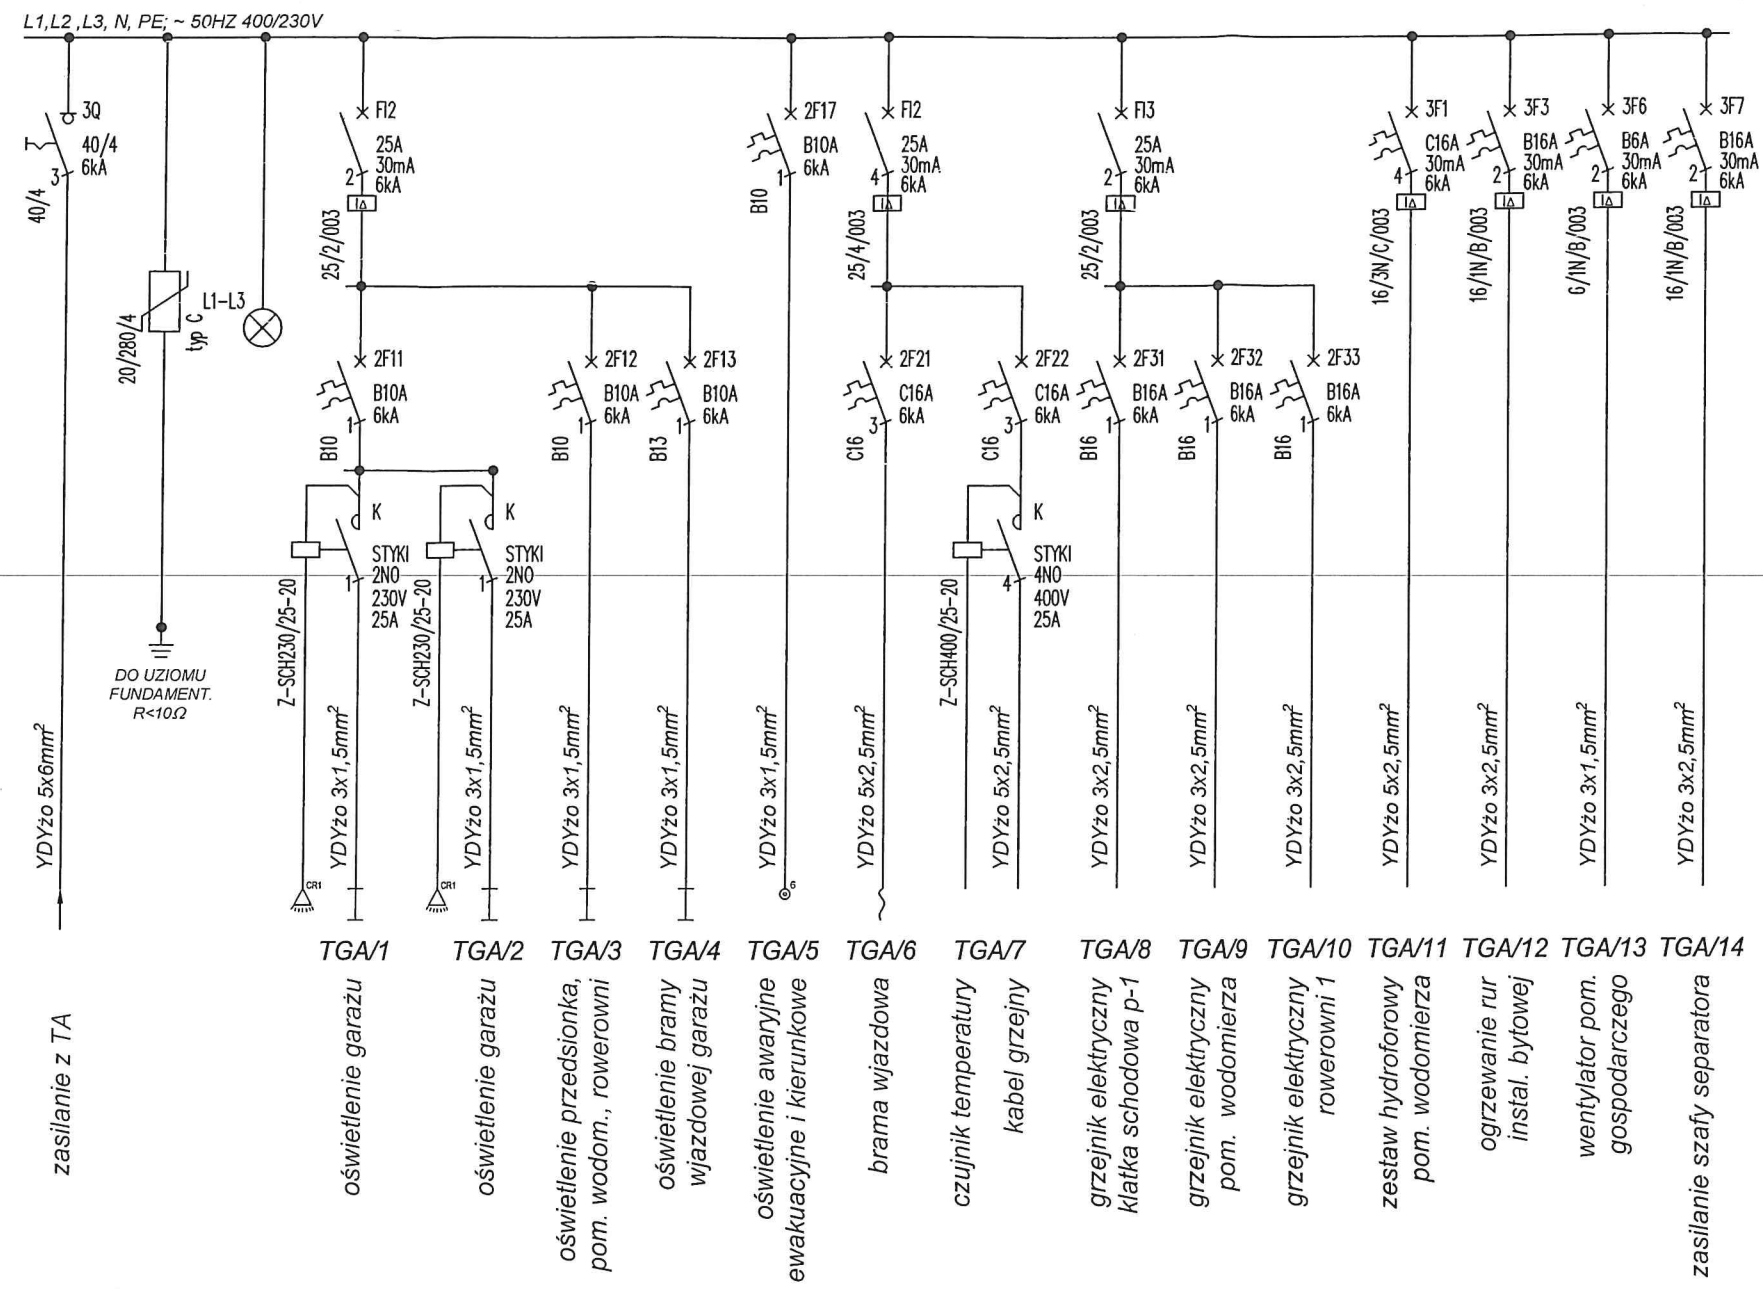 L1,L2 ,L3, N, PE; ~ 50HZ 400/230V
3Q
40/4
6kA
3
40/4
YDYżo 5x6mm²
zasilanie z TA
20/280/4
typ C
DO UZIOMU
FUNDAMENT.
R<10Ω
L1-L3
FI2
25A
30mA
6kA
2
I∆
25/2/003
2F11
B10A
6kA
1
B10
K
STYKI
2NO
230V
25A
1
Z-SCH230/25-20
CR1
YDYżo 3x1,5mm²
TGA/1
oświetlenie garażu
K
STYKI
2NO
230V
25A
1
Z-SCH230/25-20
CR1
YDYżo 3x1,5mm²
TGA/2
oświetlenie garażu
2F12
B10A
6kA
1
B10
YDYżo 3x1,5mm²
TGA/3
oświetlenie przedsionka,
pom. wodom., rowerowni
2F13
B10A
6kA
1
B13
YDYżo 3x1,5mm²
TGA/4
oświetlenie bramy
wjazdowej garażu
2F17
B10A
6kA
1
B10
YDYżo 3x1,5mm²
6
TGA/5
oświetlenie awaryjne
ewakuacyjne i kierunkowe
FI2
25A
30mA
6kA
4
I∆
25/4/003
2F21
C16A
6kA
3
C16
YDYżo 5x2,5mm²
TGA/6
brama wjazdowa
2F22
C16A
6kA
3
C16
K
STYKI
4NO
400V
25A
4
Z-SCH400/25-20
YDYżo 5x2,5mm²
TGA/7
czujnik temperatury
kabel grzejny
FI3
25A
30mA
6kA
2
I∆
25/2/003
2F31
B16A
6kA
1
B16
YDYżo 3x2,5mm²
TGA/8
grzejnik elektryczny
klatka schodowa p-1
2F32
B16A
6kA
1
B16
YDYżo 3x2,5mm²
TGA/9
grzejnik elektryczny
pom. wodomierza
2F33
B16A
6kA
1
B16
YDYżo 3x2,5mm²
TGA/10
grzejnik elektryczny
rowerowni 1
3F1
C16A
30mA
6kA
4
I∆
16/3N/C/003
YDYżo 5x2,5mm²
TGA/11
zestaw hydroforowy
pom. wodomierza
3F3
B16A
30mA
6kA
2
I∆
16/1N/B/003
YDYżo 3x2,5mm²
TGA/12
ogrzewanie rur
instal. bytowej
3F6
B6A
30mA
6kA
2
I∆
6/1N/B/003
YDYżo 3x1,5mm²
TGA/13
wentylator pom.
gospodarczego
3F7
B16A
30mA
6kA
2
I∆
16/1N/B/003
YDYżo 3x2,5mm²
TGA/14
zasilanie szafy separatora